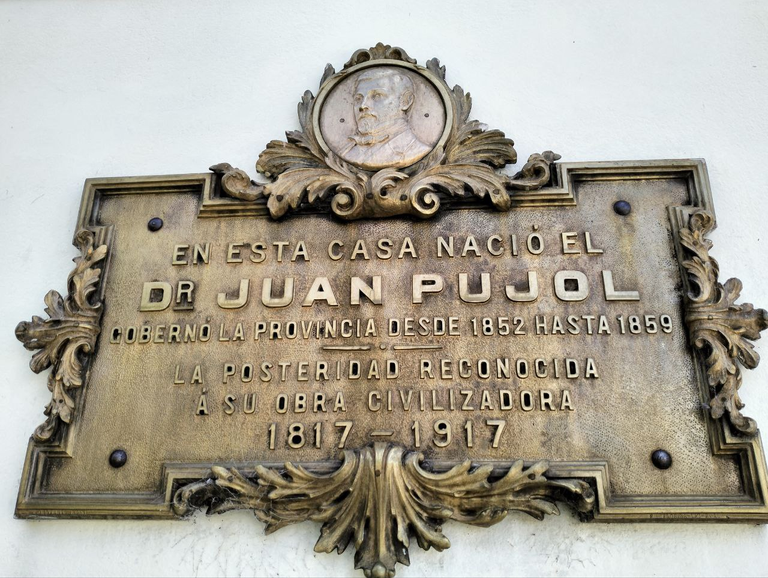 EN ESTA CASA NACIÓ EL
DR JUAN PUJOL
GOBERNÓ LA PROVINCIA DESDE 1852 HASTA 1859
LA POSTERIDAD RECONOCIDA
Á SU OBRA CIVILIZADORA
1817 - 1917